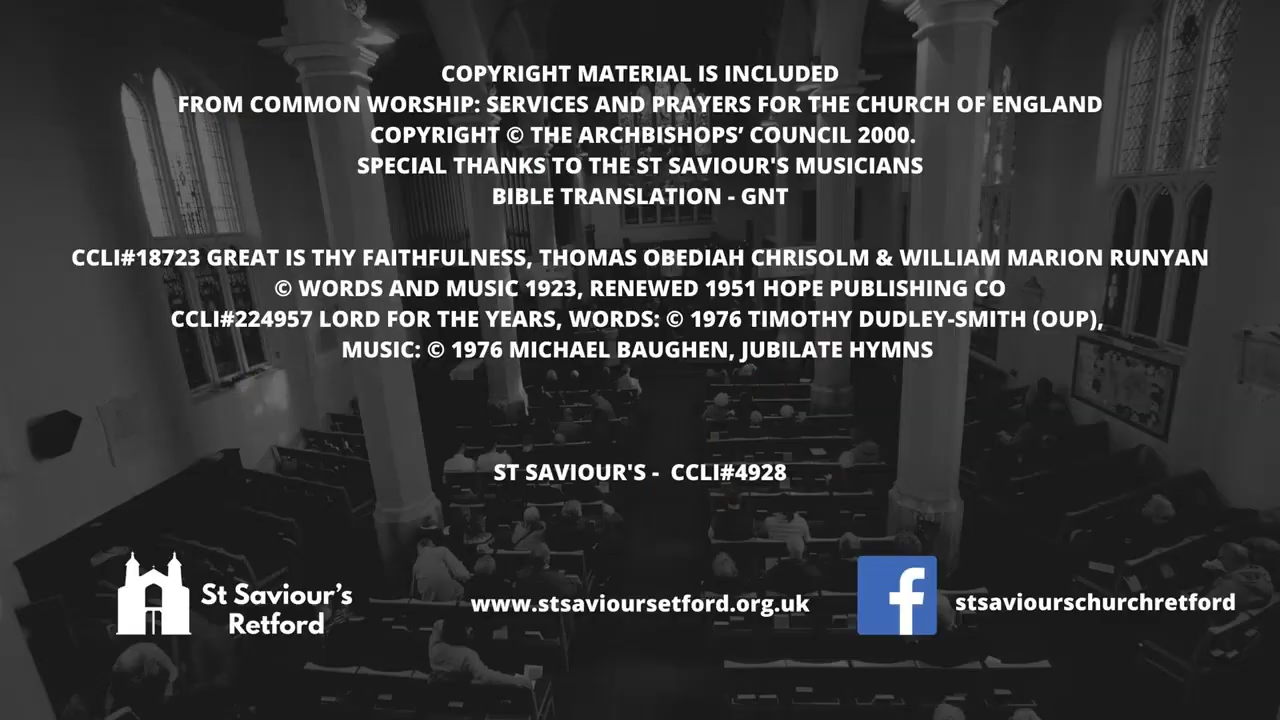 COPYRIGHT MATERIAL IS INCLUDED
FROM COMMON WORSHIP: SERVICES AND PRAYERS FOR THE CHURCH OF ENGLAND
COPYRIGHT © THE ARCHBISHOPS’ COUNCIL 2000.
SPECIAL THANKS TO THE ST SAVIOUR'S MUSICIANS
BIBLE TRANSLATION - GNT
CCLI#18723 GREAT IS THY FAITHFULNESS, THOMAS OBEDIAH CHRISOLM & WILLIAM MARION RUNYAN
© WORDS AND MUSIC 1923, RENEWED 1951 HOPE PUBLISHING CO
CCLI#224957 LORD FOR THE YEARS, WORDS: © 1976 TIMOTHY DUDLEY-SMITH (OUP),
MUSIC: © 1976 MICHAEL BAUGHEN, JUBILATE HYMNS
ST SAVIOUR'S - CCLI#4928
St Saviour’s
Retford
www.stsavioursetford.org.uk
stsaviourschurchretford